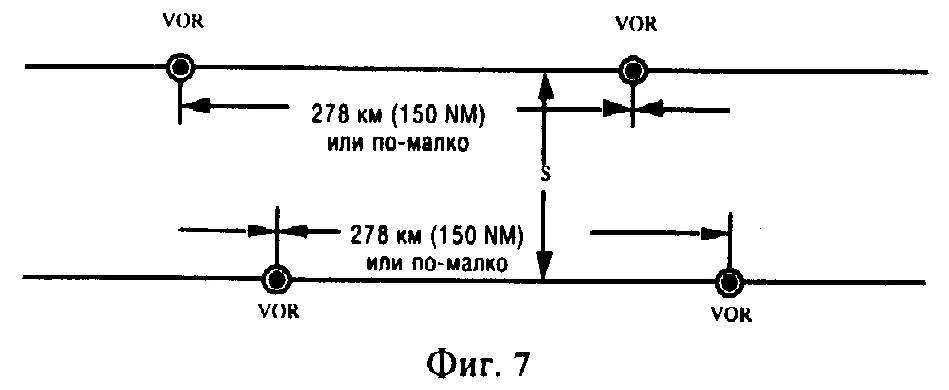 VOR
VOR
278 км (150 NM)
или по-малко
S
278 км (150 NM)
или по-малко
VOR
VOR
Фиг. 7